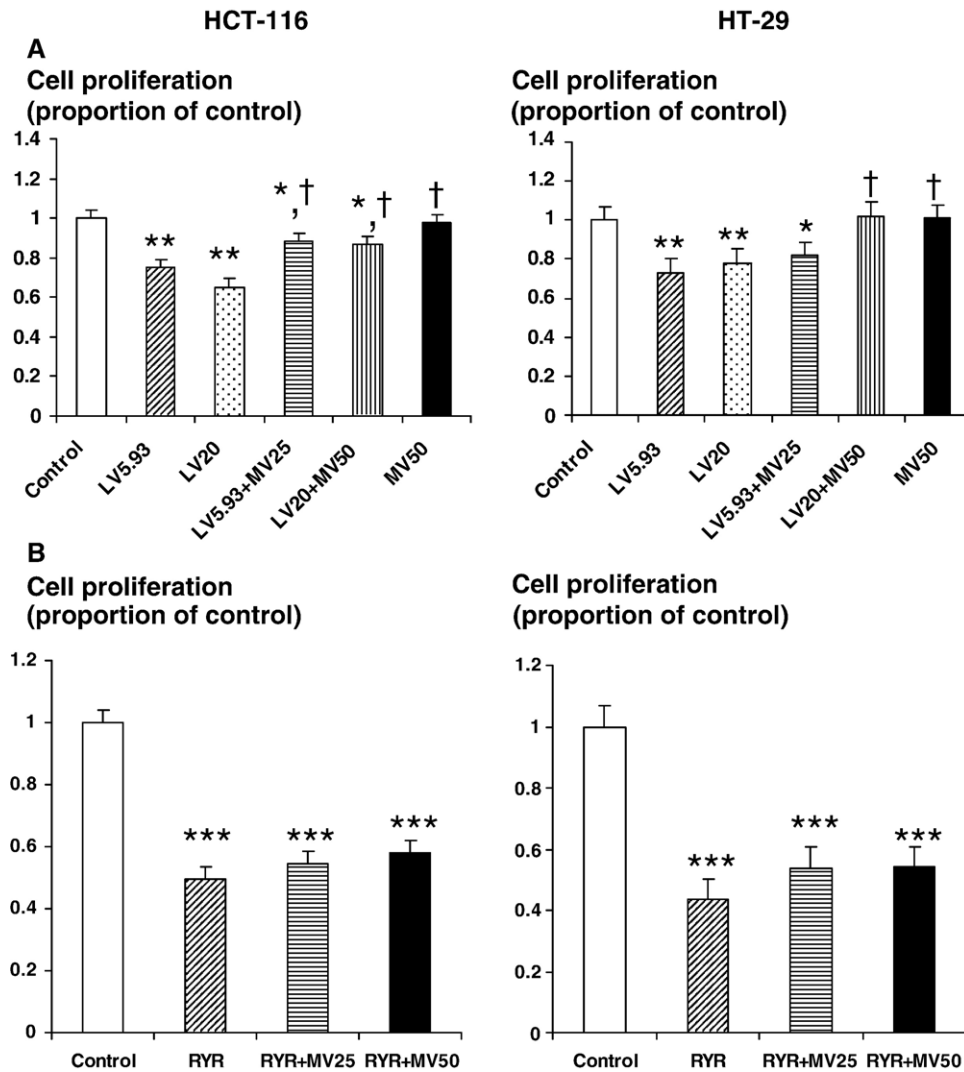 HCT-116 HT-29
A
Cell proliferation
(proportion of control)
1.4
1.2
1
0.8
0.6
0.4
0.2
0
** ** *,† *,† †
Control LV5.93 LV20 LV5.93+MV25 LV20+MV50 MV50
Cell proliferation
(proportion of control)
1.4
1.2
1
0.8
0.6
0.4
0.2
0
** ** * † †
Control LV5.93 LV20 LV5.93+MV25 LV20+MV50 MV50
B
Cell proliferation
(proportion of control)
1.2
1
0.8
0.6
0.4
0.2
0
*** *** ***
Control RYR RYR+MV25 RYR+MV50
Cell proliferation
(proportion of control)
1.2
1
0.8
0.6
0.4
0.2
0
*** *** ***
Control RYR RYR+MV25 RYR+MV50